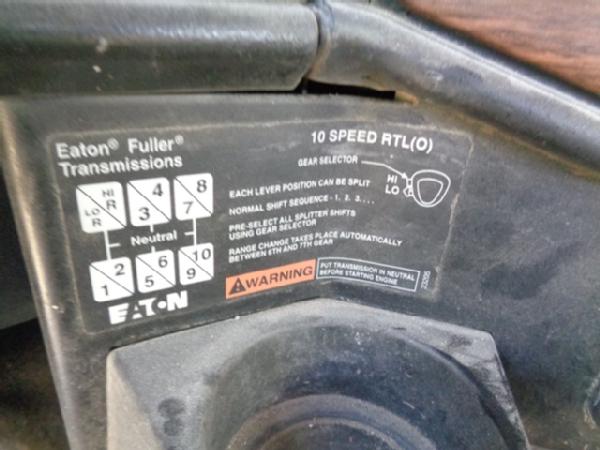 Eaton® Fuller®
Transmissions
10 SPEED RTL(O)
GEAR SELECTOR
HI
LO
EACH LEVER POSITION CAN BE SPLIT
NORMAL SHIFT SEQUENCE - 1, 2, 3. . . .
PRE-SELECT ALL SPLITTER SHIFTS
USING GEAR SELECTOR
RANGE CHANGE TAKES PLACE AUTOMATICALLY
BETWEEN 6TH AND 7TH GEAR
HI R
LO R
4
3
8
7
Neutral
2
1
6
5
10
9
WARNING
PUT TRANSMISSION IN NEUTRAL
BEFORE STARTING ENGINE
EATON